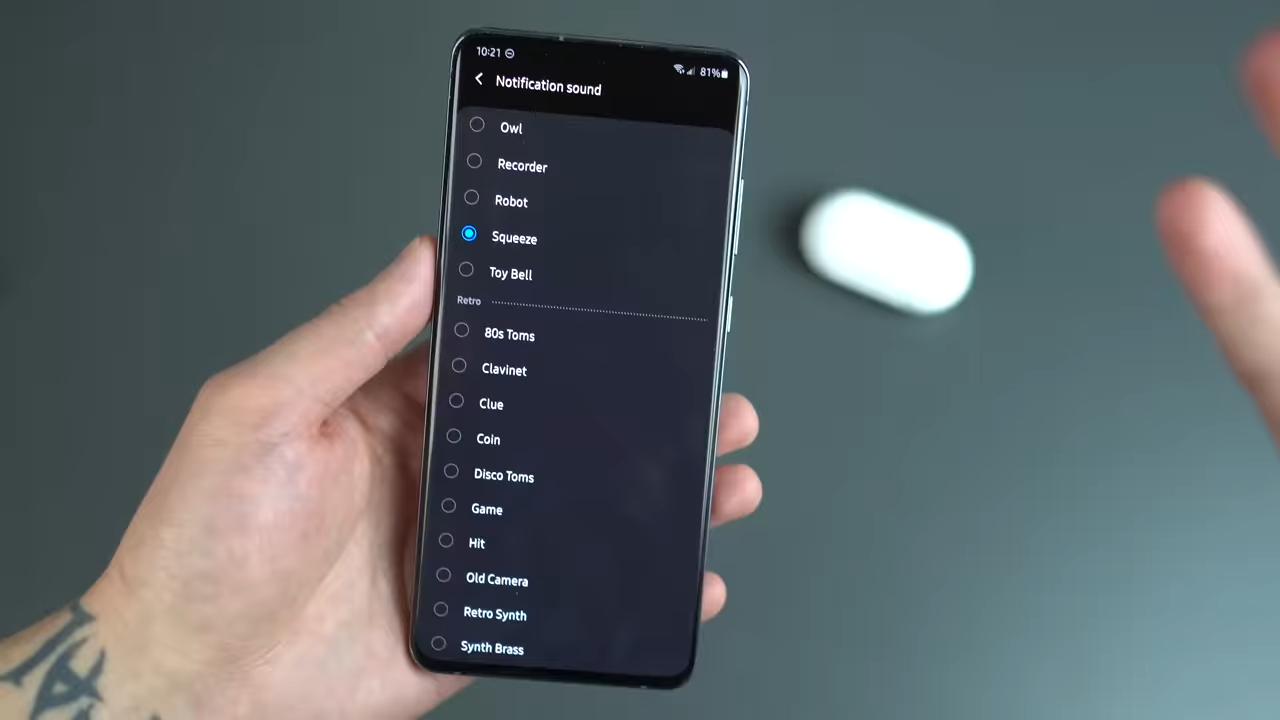 10:21
81%
Notification sound
Owl
Recorder
Robot
Squeeze
Toy Bell
Retro
80s Toms
Clavinet
Clue
Coin
Disco Toms
Game
Hit
Old Camera
Retro Synth
Synth Brass